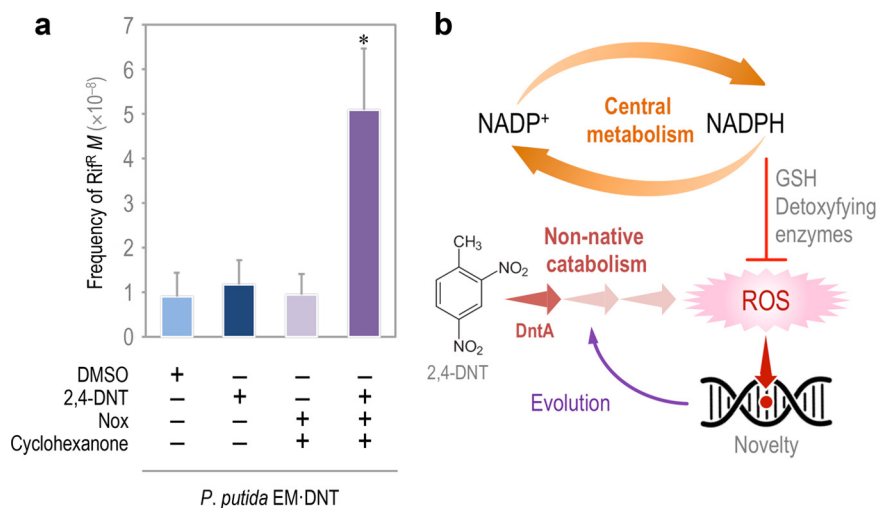 a
Frequency of Rifᴿ M (×10⁻⁸)
7
6
5
4
3
2
1
0
*
DMSO + – – –
2,4-DNT – + – +
Nox – – + +
Cyclohexanone – – + +
P. putida EM·DNT
b
NADP⁺
Central
metabolism
NADPH
GSH
Detoxyfying
enzymes
Non-native
catabolism
CH₃
NO₂
NO₂
2,4-DNT
DntA
ROS
Evolution
Novelty